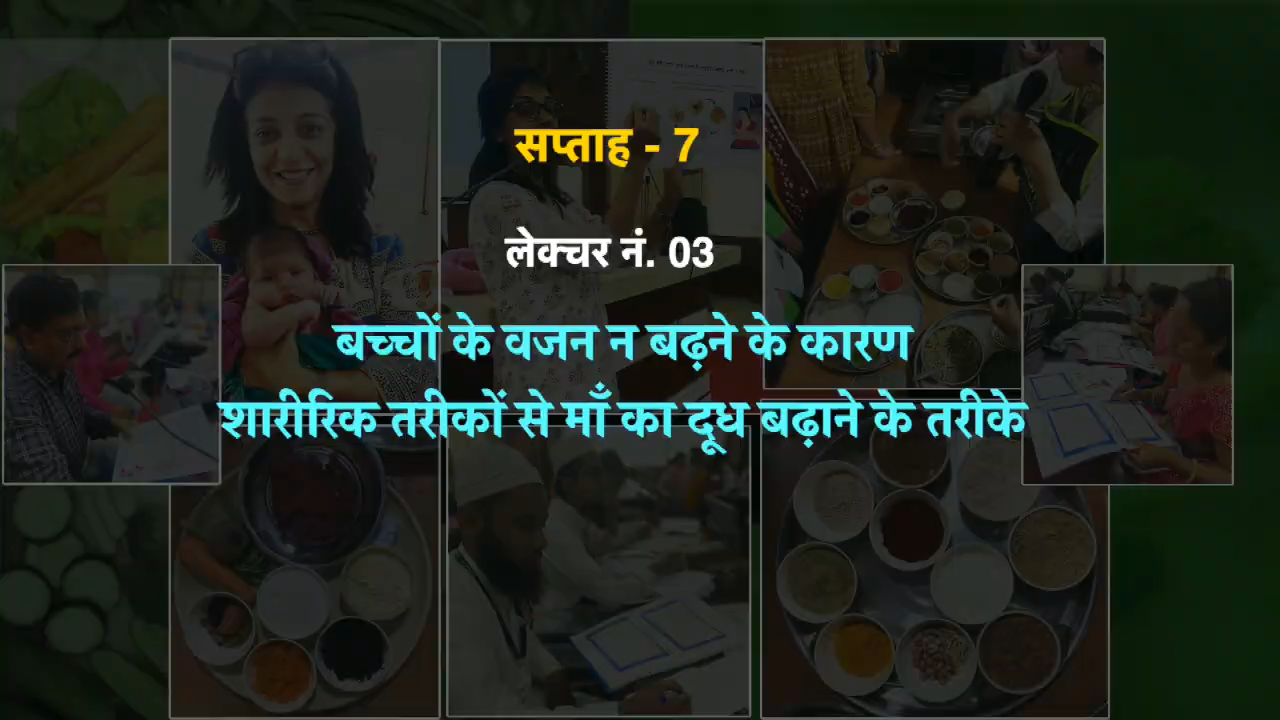 सप्ताह - 7
लेक्चर नं. 03
बच्चों के वजन न बढ़ने के कारण
शारीरिक तरीकों से माँ का दूध बढ़ाने के तरीके